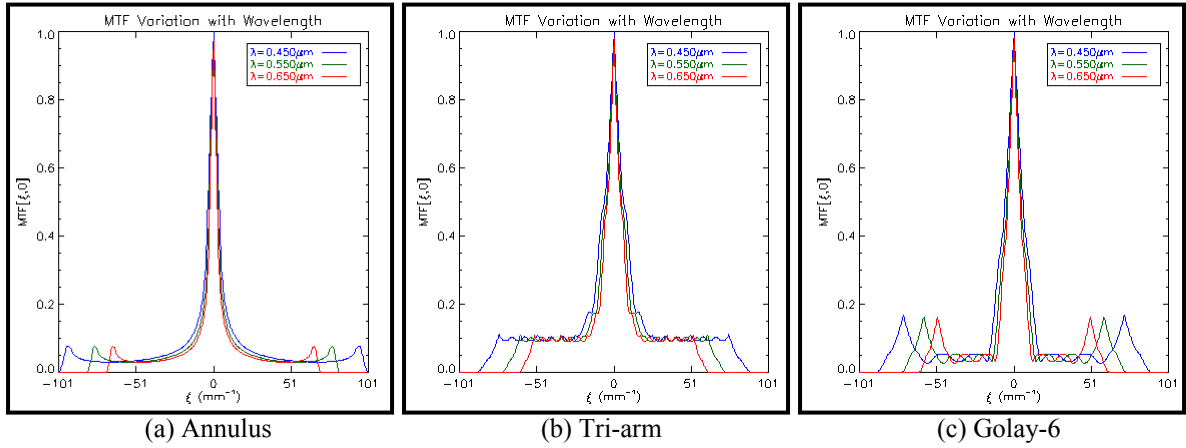 MTF Variation with Wavelength
MTF[ξ,0]
1.0
0.8
0.6
0.4
0.2
0.0
λ=0.450μm
λ=0.550μm
λ=0.650μm
-101 -51 0 51 101
ξ (mm⁻¹)
(a) Annulus
MTF Variation with Wavelength
MTF[ξ,0]
1.0
0.8
0.6
0.4
0.2
0.0
λ=0.450μm
λ=0.550μm
λ=0.650μm
-101 -51 0 51 101
ξ (mm⁻¹)
(b) Tri-arm
MTF Variation with Wavelength
MTF[ξ,0]
1.0
0.8
0.6
0.4
0.2
0.0
λ=0.450μm
λ=0.550μm
λ=0.650μm
-101 -51 0 51 101
ξ (mm⁻¹)
(c) Golay-6